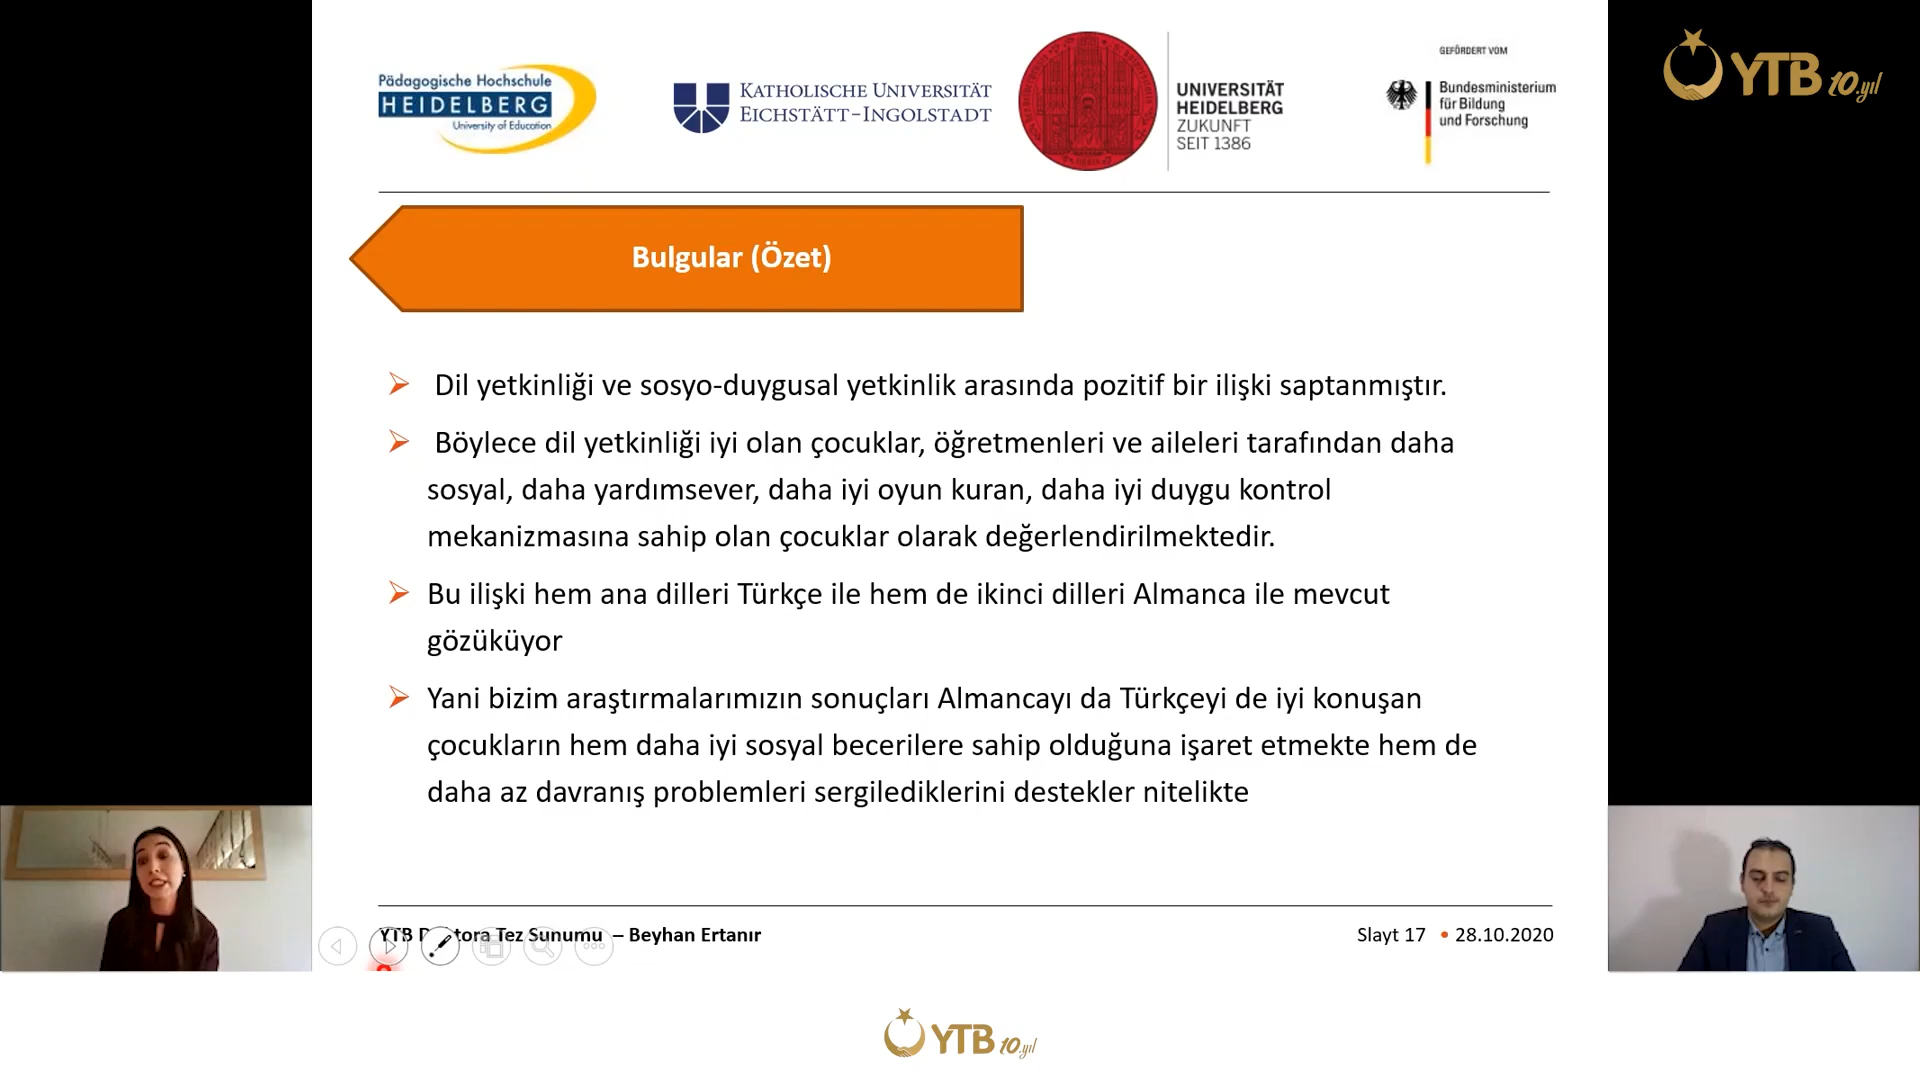 Pädagogische Hochschule
HEIDELBERG
University of Education
KATHOLISCHE UNIVERSITÄT
EICHSTÄTT-INGOLSTADT
UNIVERSITÄT
HEIDELBERG
ZUKUNFT
SEIT 1386
GEFÖRDERT VOM
Bundesministerium
für Bildung
und Forschung
YTB 10.yıl
Bulgular (Özet)
Dil yetkinliği ve sosyo-duygusal yetkinlik arasında pozitif bir ilişki saptanmıştır.
Böylece dil yetkinliği iyi olan çocuklar, öğretmenleri ve aileleri tarafından daha
sosyal, daha yardımsever, daha iyi oyun kuran, daha iyi duygu kontrol
mekanizmasına sahip olan çocuklar olarak değerlendirilmektedir.
Bu ilişki hem ana dilleri Türkçe ile hem de ikinci dilleri Almanca ile mevcut
gözüküyor
Yani bizim araştırmalarımızın sonuçları Almancayı da Türkçeyi de iyi konuşan
çocukların hem daha iyi sosyal becerilere sahip olduğuna işaret etmekte hem de
daha az davranış problemleri sergilediklerini destekler nitelikte
YTB Doktora Tez Sunumu – Beyhan Ertanır
Slayt 17 • 28.10.2020
YTB 10.yıl